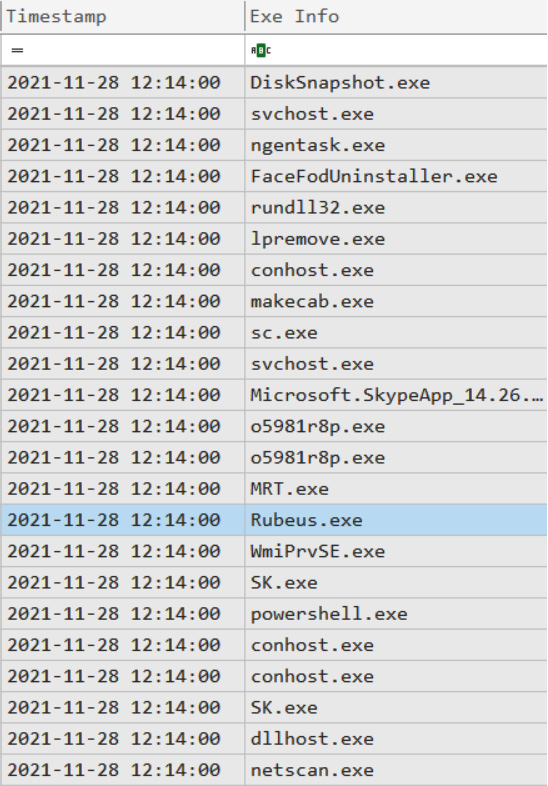 Timestamp Exe Info
= ABC
2021-11-28 12:14:00 DiskSnapshot.exe
2021-11-28 12:14:00 svchost.exe
2021-11-28 12:14:00 ngentask.exe
2021-11-28 12:14:00 FaceFodUninstaller.exe
2021-11-28 12:14:00 rundll32.exe
2021-11-28 12:14:00 lpremove.exe
2021-11-28 12:14:00 conhost.exe
2021-11-28 12:14:00 makecab.exe
2021-11-28 12:14:00 sc.exe
2021-11-28 12:14:00 svchost.exe
2021-11-28 12:14:00 Microsoft.SkypeApp_14.26.…
2021-11-28 12:14:00 o5981r8p.exe
2021-11-28 12:14:00 o5981r8p.exe
2021-11-28 12:14:00 MRT.exe
2021-11-28 12:14:00 Rubeus.exe
2021-11-28 12:14:00 WmiPrvSE.exe
2021-11-28 12:14:00 SK.exe
2021-11-28 12:14:00 powershell.exe
2021-11-28 12:14:00 conhost.exe
2021-11-28 12:14:00 conhost.exe
2021-11-28 12:14:00 SK.exe
2021-11-28 12:14:00 dllhost.exe
2021-11-28 12:14:00 netscan.exe